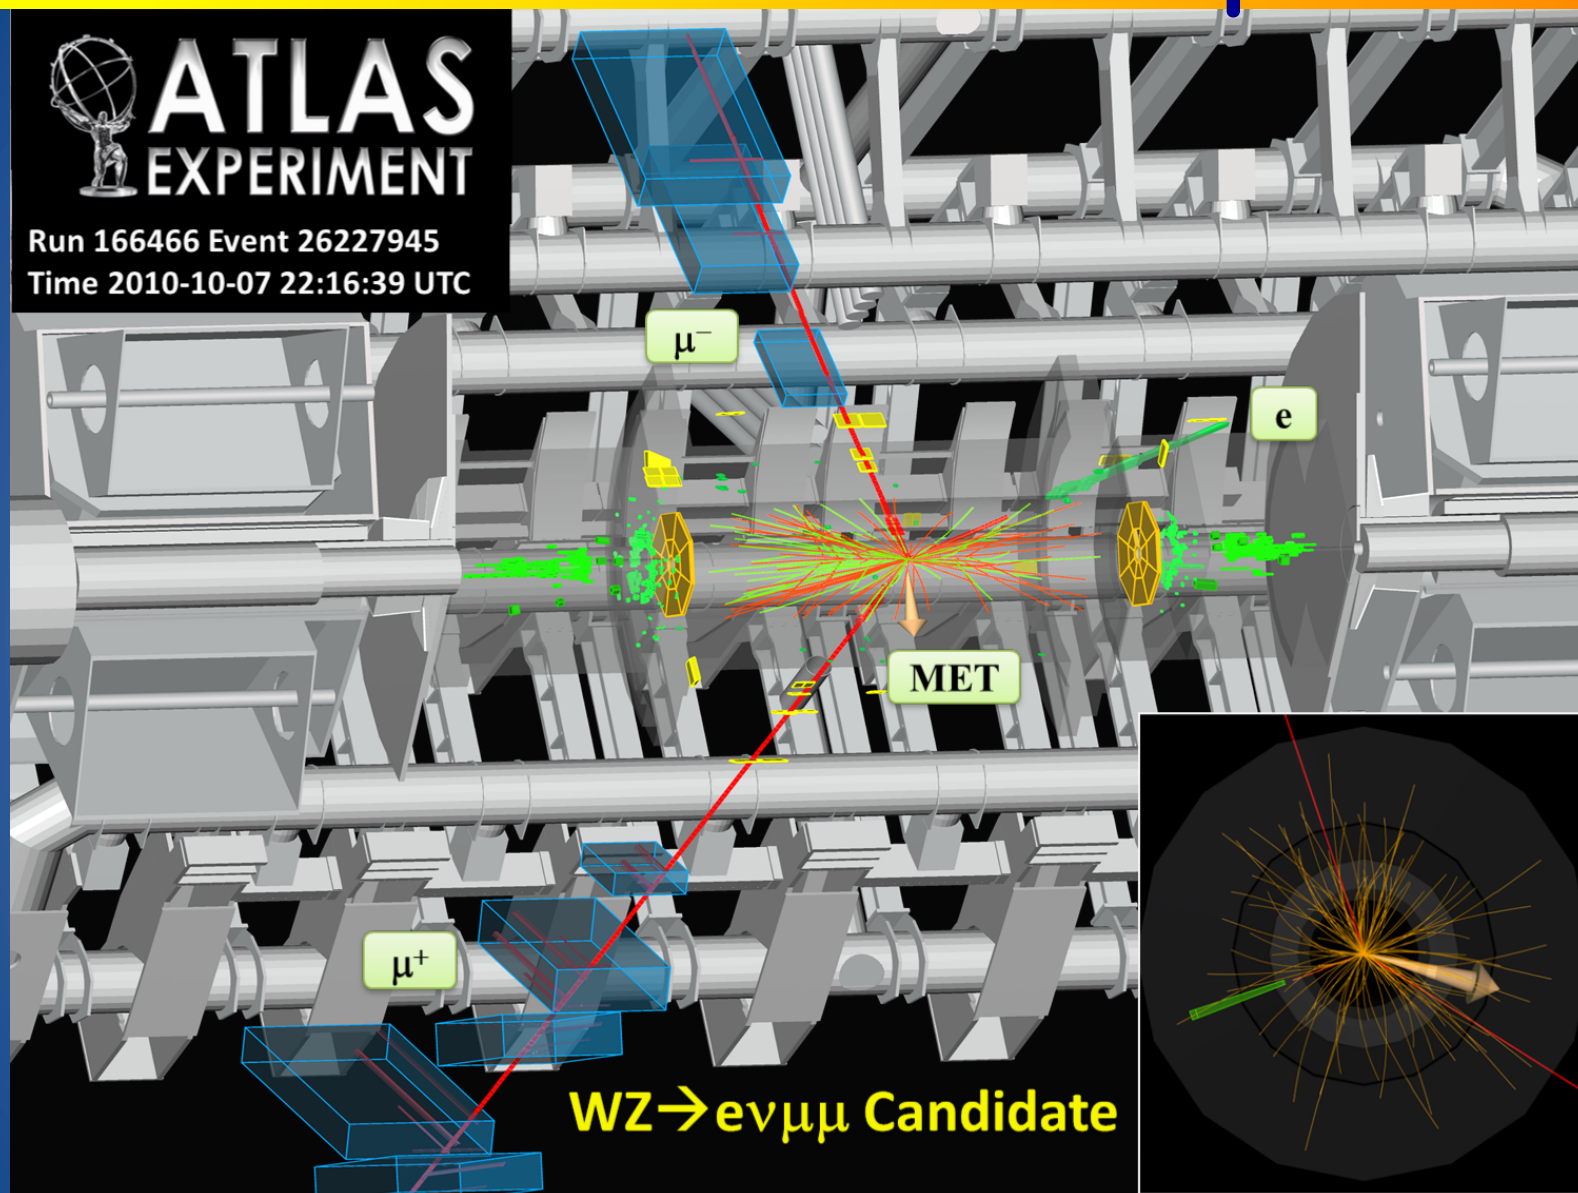 ATLAS
EXPERIMENT
Run 166466 Event 26227945
Time 2010-10-07 22:16:39 UTC
μ⁻
e
MET
μ⁺
WZ→eνμμ Candidate